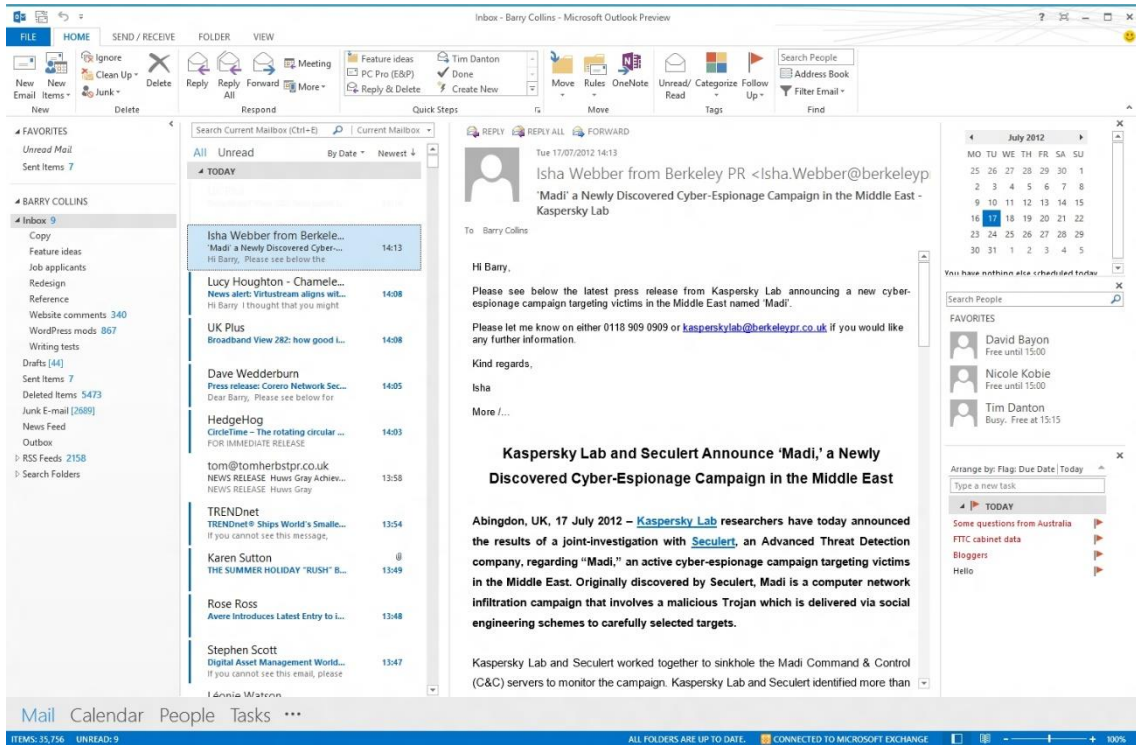 Inbox - Barry Collins - Microsoft Outlook Preview
FILE HOME SEND / RECEIVE FOLDER VIEW
New Email
New Items
New
Ignore
Clean Up
Junk
Delete
Delete
Reply
Reply All
Forward
Meeting
More
Respond
Feature ideas
PC Pro (E&P)
Reply & Delete
Tim Danton
Done
Create New
Quick Steps
Move
Rules
OneNote
Move
Unread/ Read
Categorize
Follow Up
Tags
Search People
Address Book
Filter Email
Find
FAVORITES
Unread Mail
Sent Items 7
BARRY COLLINS
Inbox 9
Copy
Feature ideas
Job applicants
Redesign
Reference
Website comments 340
WordPress mods 867
Writing tests
Drafts [44]
Sent Items 7
Deleted Items 5473
Junk E-mail [2689]
News Feed
Outbox
RSS Feeds 2158
Search Folders
Search Current Mailbox (Ctrl+E) Current Mailbox
All Unread By Date Newest ↓
TODAY
Isha Webber from Berkele...
'Madi' a Newly Discovered Cyber-... 14:13
Hi Barry, Please see below the
Lucy Houghton - Chamele...
News alert: Virtustream aligns wit... 14:08
Hi Barry I thought that you might
UK Plus
Broadband View 282: how good i... 14:08
Dave Wedderburn
Press release: Corero Network Sec... 14:05
Dear Barry, Please see below for
HedgeHog
CircleTime – The rotating circular ... 14:03
FOR IMMEDIATE RELEASE
tom@tomherbstpr.co.uk
NEWS RELEASE Huws Gray Achiev... 13:58
NEWS RELEASE Huws Gray
TRENDnet
TRENDnet® Ships World's Smalle... 13:54
If you cannot see this message,
Karen Sutton
THE SUMMER HOLIDAY "RUSH" B... 13:49
Rose Ross
Avere Introduces Latest Entry to i... 13:48
Stephen Scott
Digital Asset Management World... 13:47
If you cannot see this email, please
Léonie Watson
REPLY REPLY ALL FORWARD
Tue 17/07/2012 14:13
Isha Webber from Berkeley PR <Isha.Webber@berkeleyp
'Madi' a Newly Discovered Cyber-Espionage Campaign in the Middle East -
Kaspersky Lab
To Barry Collins
Hi Barry,
Please see below the latest press release from Kaspersky Lab announcing a new cyber-
espionage campaign targeting victims in the Middle East named 'Madi'.
Please let me know on either 0118 909 0909 or kasperskylab@berkeleypr.co.uk if you would like
any further information.
Kind regards,
Isha
More /...
Kaspersky Lab and Seculert Announce 'Madi,' a Newly
Discovered Cyber-Espionage Campaign in the Middle East
Abingdon, UK, 17 July 2012 – Kaspersky Lab researchers have today announced
the results of a joint-investigation with Seculert, an Advanced Threat Detection
company, regarding "Madi," an active cyber-espionage campaign targeting victims
in the Middle East. Originally discovered by Seculert, Madi is a computer network
infiltration campaign that involves a malicious Trojan which is delivered via social
engineering schemes to carefully selected targets.
Kaspersky Lab and Seculert worked together to sinkhole the Madi Command & Control
(C&C) servers to monitor the campaign. Kaspersky Lab and Seculert identified more than
July 2012
MO TU WE TH FR SA SU
25 26 27 28 29 30 1
2 3 4 5 6 7 8
9 10 11 12 13 14 15
16 17 18 19 20 21 22
23 24 25 26 27 28 29
30 31 1 2 3 4 5
You have nothing else scheduled today
Search People
FAVORITES
David Bayon
Free until 15:00
Nicole Kobie
Free until 15:00
Tim Danton
Busy. Free at 15:15
Arrange by: Flag: Due Date Today
Type a new task
TODAY
Some questions from Australia
FTTC cabinet data
Bloggers
Hello
Mail Calendar People Tasks •••
ITEMS: 35,756 UNREAD: 9 ALL FOLDERS ARE UP TO DATE. CONNECTED TO MICROSOFT EXCHANGE 100%